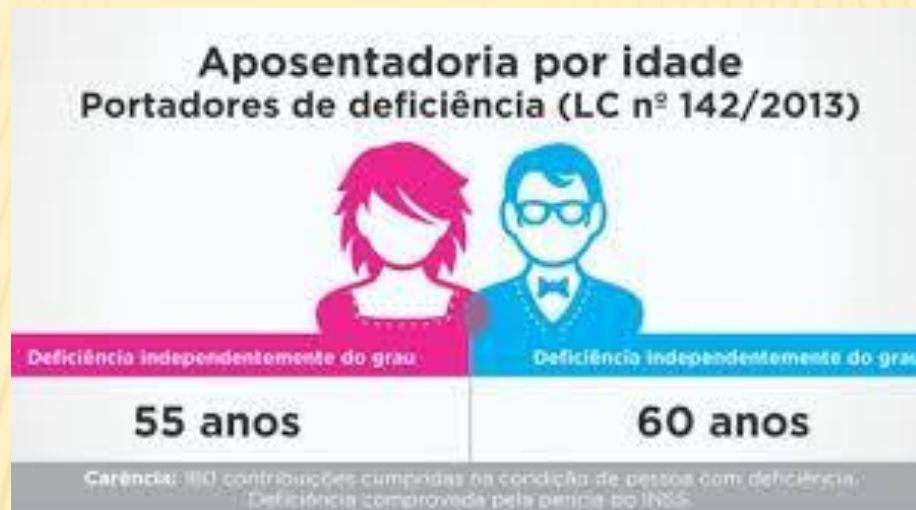 Aposentadoria por idade
Portadores de deficiência (LC nº 142/2013)
Deficiência independentemente do grau
Deficiência independentemente do grau
55 anos
60 anos
Carência: 180 contribuições cumpridas na condição de pessoa com deficiência.
Deficiência comprovada pela perícia do INSS.